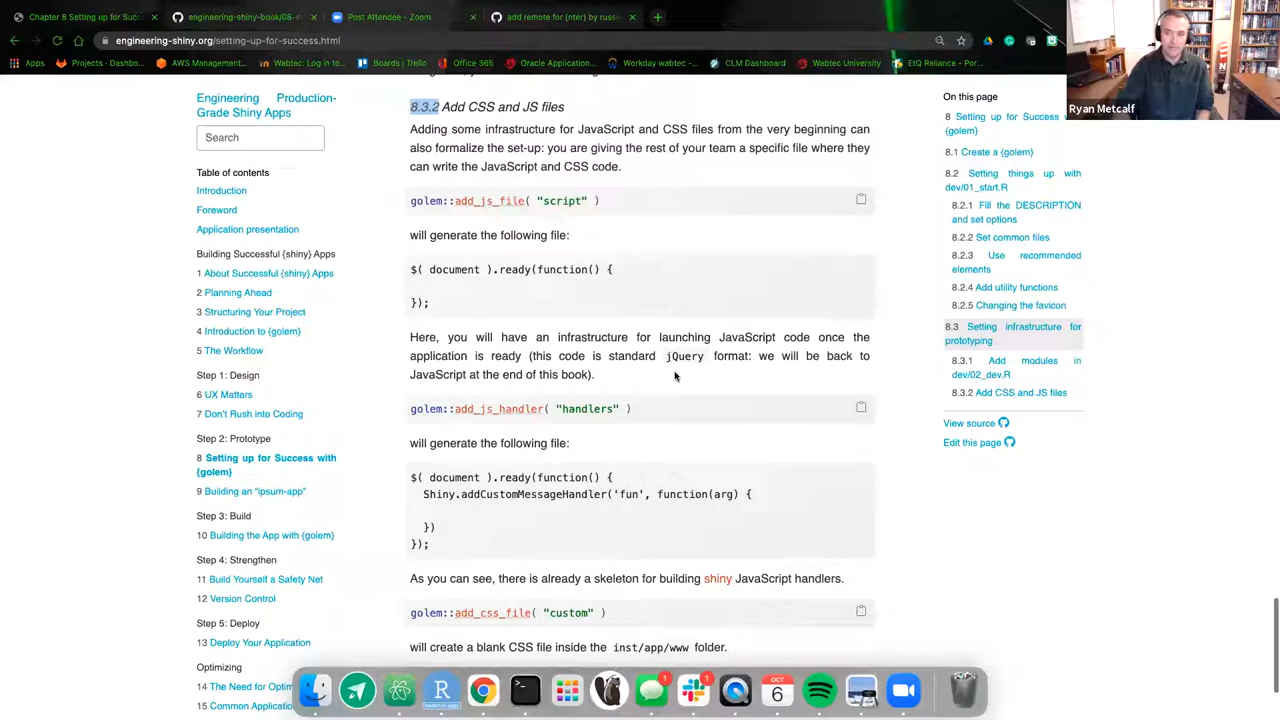 Chapter 8 Setting up for Succ
engineering-shiny-book/08-s
Post Attendee - Zoom
add remote for {nter} by russ
engineering-shiny.org/setting-up-for-success.html
Apps
Projects · Dashbo...
AWS Management...
Wabtec: Log in to...
Boards | Trello
Office 365
Oracle Application...
Workday wabtec -...
CLM Dashboard
Wabtec University
EtQ Reliance - Por...
Ryan Metcalf
Engineering Production-
Grade Shiny Apps
Search
Table of contents
Introduction
Foreword
Application presentation
Building Successful {shiny} Apps
1 About Successful {shiny} Apps
2 Planning Ahead
3 Structuring Your Project
4 Introduction to {golem}
5 The Workflow
Step 1: Design
6 UX Matters
7 Don't Rush into Coding
Step 2: Prototype
8 Setting up for Success with
{golem}
9 Building an "ipsum-app"
Step 3: Build
10 Building the App with {golem}
Step 4: Strengthen
11 Build Yourself a Safety Net
12 Version Control
Step 5: Deploy
13 Deploy Your Application
Optimizing
14 The Need for Optim
15 Common Applicatio
8.3.2 Add CSS and JS files
Adding some infrastructure for JavaScript and CSS files from the very beginning can
also formalize the set-up: you are giving the rest of your team a specific file where they
can write the JavaScript and CSS code.
golem::add_js_file( "script" )
will generate the following file:
$( document ).ready(function() {
});
Here, you will have an infrastructure for launching JavaScript code once the
application is ready (this code is standard jQuery format: we will be back to
JavaScript at the end of this book).
golem::add_js_handler( "handlers" )
will generate the following file:
$( document ).ready(function() {
Shiny.addCustomMessageHandler('fun', function(arg) {
})
});
As you can see, there is already a skeleton for building shiny JavaScript handlers.
golem::add_css_file( "custom" )
will create a blank CSS file inside the inst/app/www folder.
On this page
8 Setting up for Success w
{golem}
8.1 Create a {golem}
8.2 Setting things up with
dev/01_start.R
8.2.1 Fill the DESCRIPTION
and set options
8.2.2 Set common files
8.2.3 Use recommended
elements
8.2.4 Add utility functions
8.2.5 Changing the favicon
8.3 Setting infrastructure for
prototyping
8.3.1 Add modules in
dev/02_dev.R
8.3.2 Add CSS and JS files
View source
Edit this page
R
1
1
OCT
6